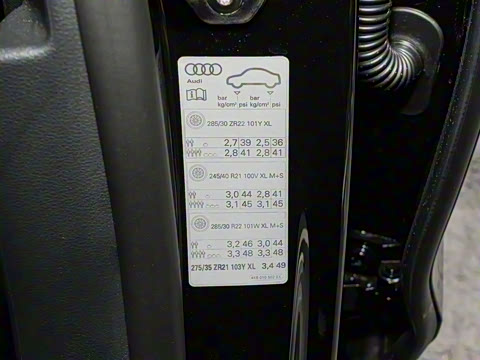 Audi
bar bar
kg/cm² psi kg/cm² psi
285/30 ZR22 101Y XL
2,7 39 2,5 36
2,8 41 2,8 41
245/40 R21 100V XL M+S
3,0 44 2,8 41
3,1 45 3,1 45
285/30 R22 101W XL M+S
3,2 46 3,0 44
3,3 48 3,3 48
275/35 ZR21 103Y XL 3,4 49